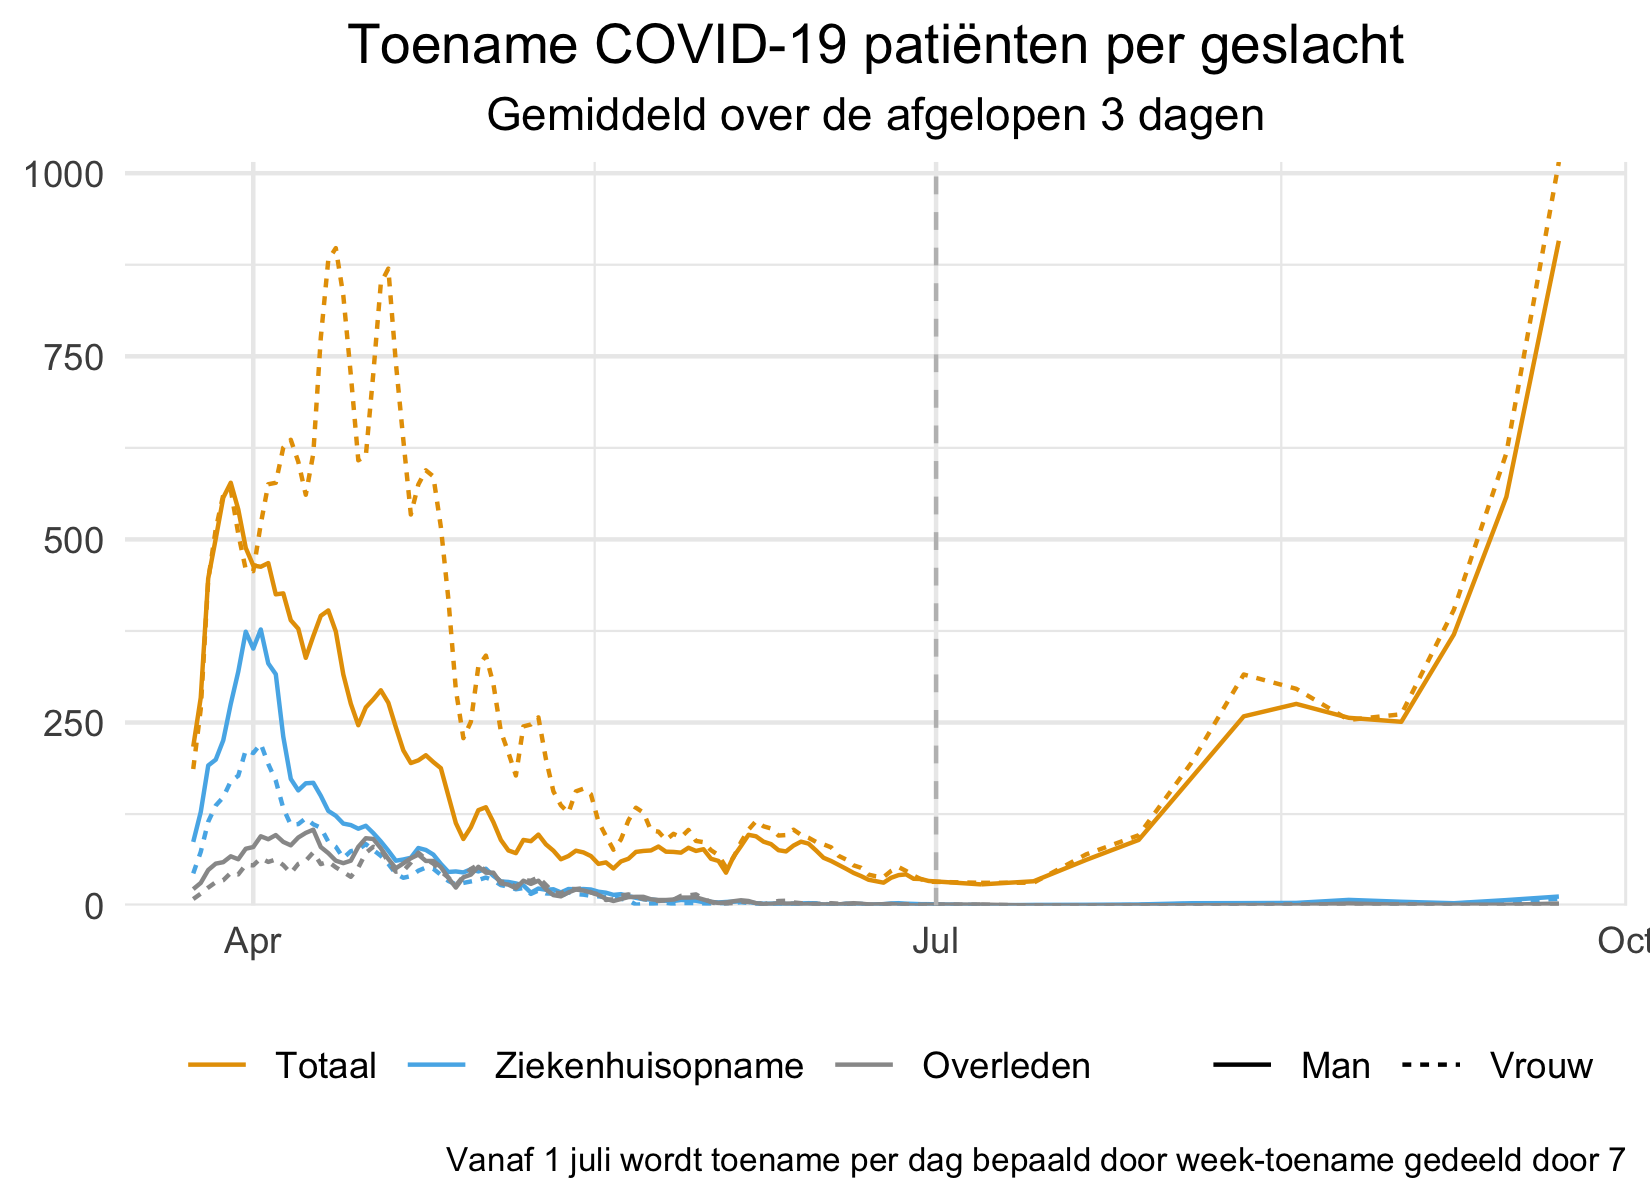 Toename COVID-19 patiënten per geslacht
Gemiddeld over de afgelopen 3 dagen
1000
750
500
250
0
Apr
Jul
Oct
Totaal
Ziekenhuisopname
Overleden
Man
Vrouw
Vanaf 1 juli wordt toename per dag bepaald door week-toename gedeeld door 7